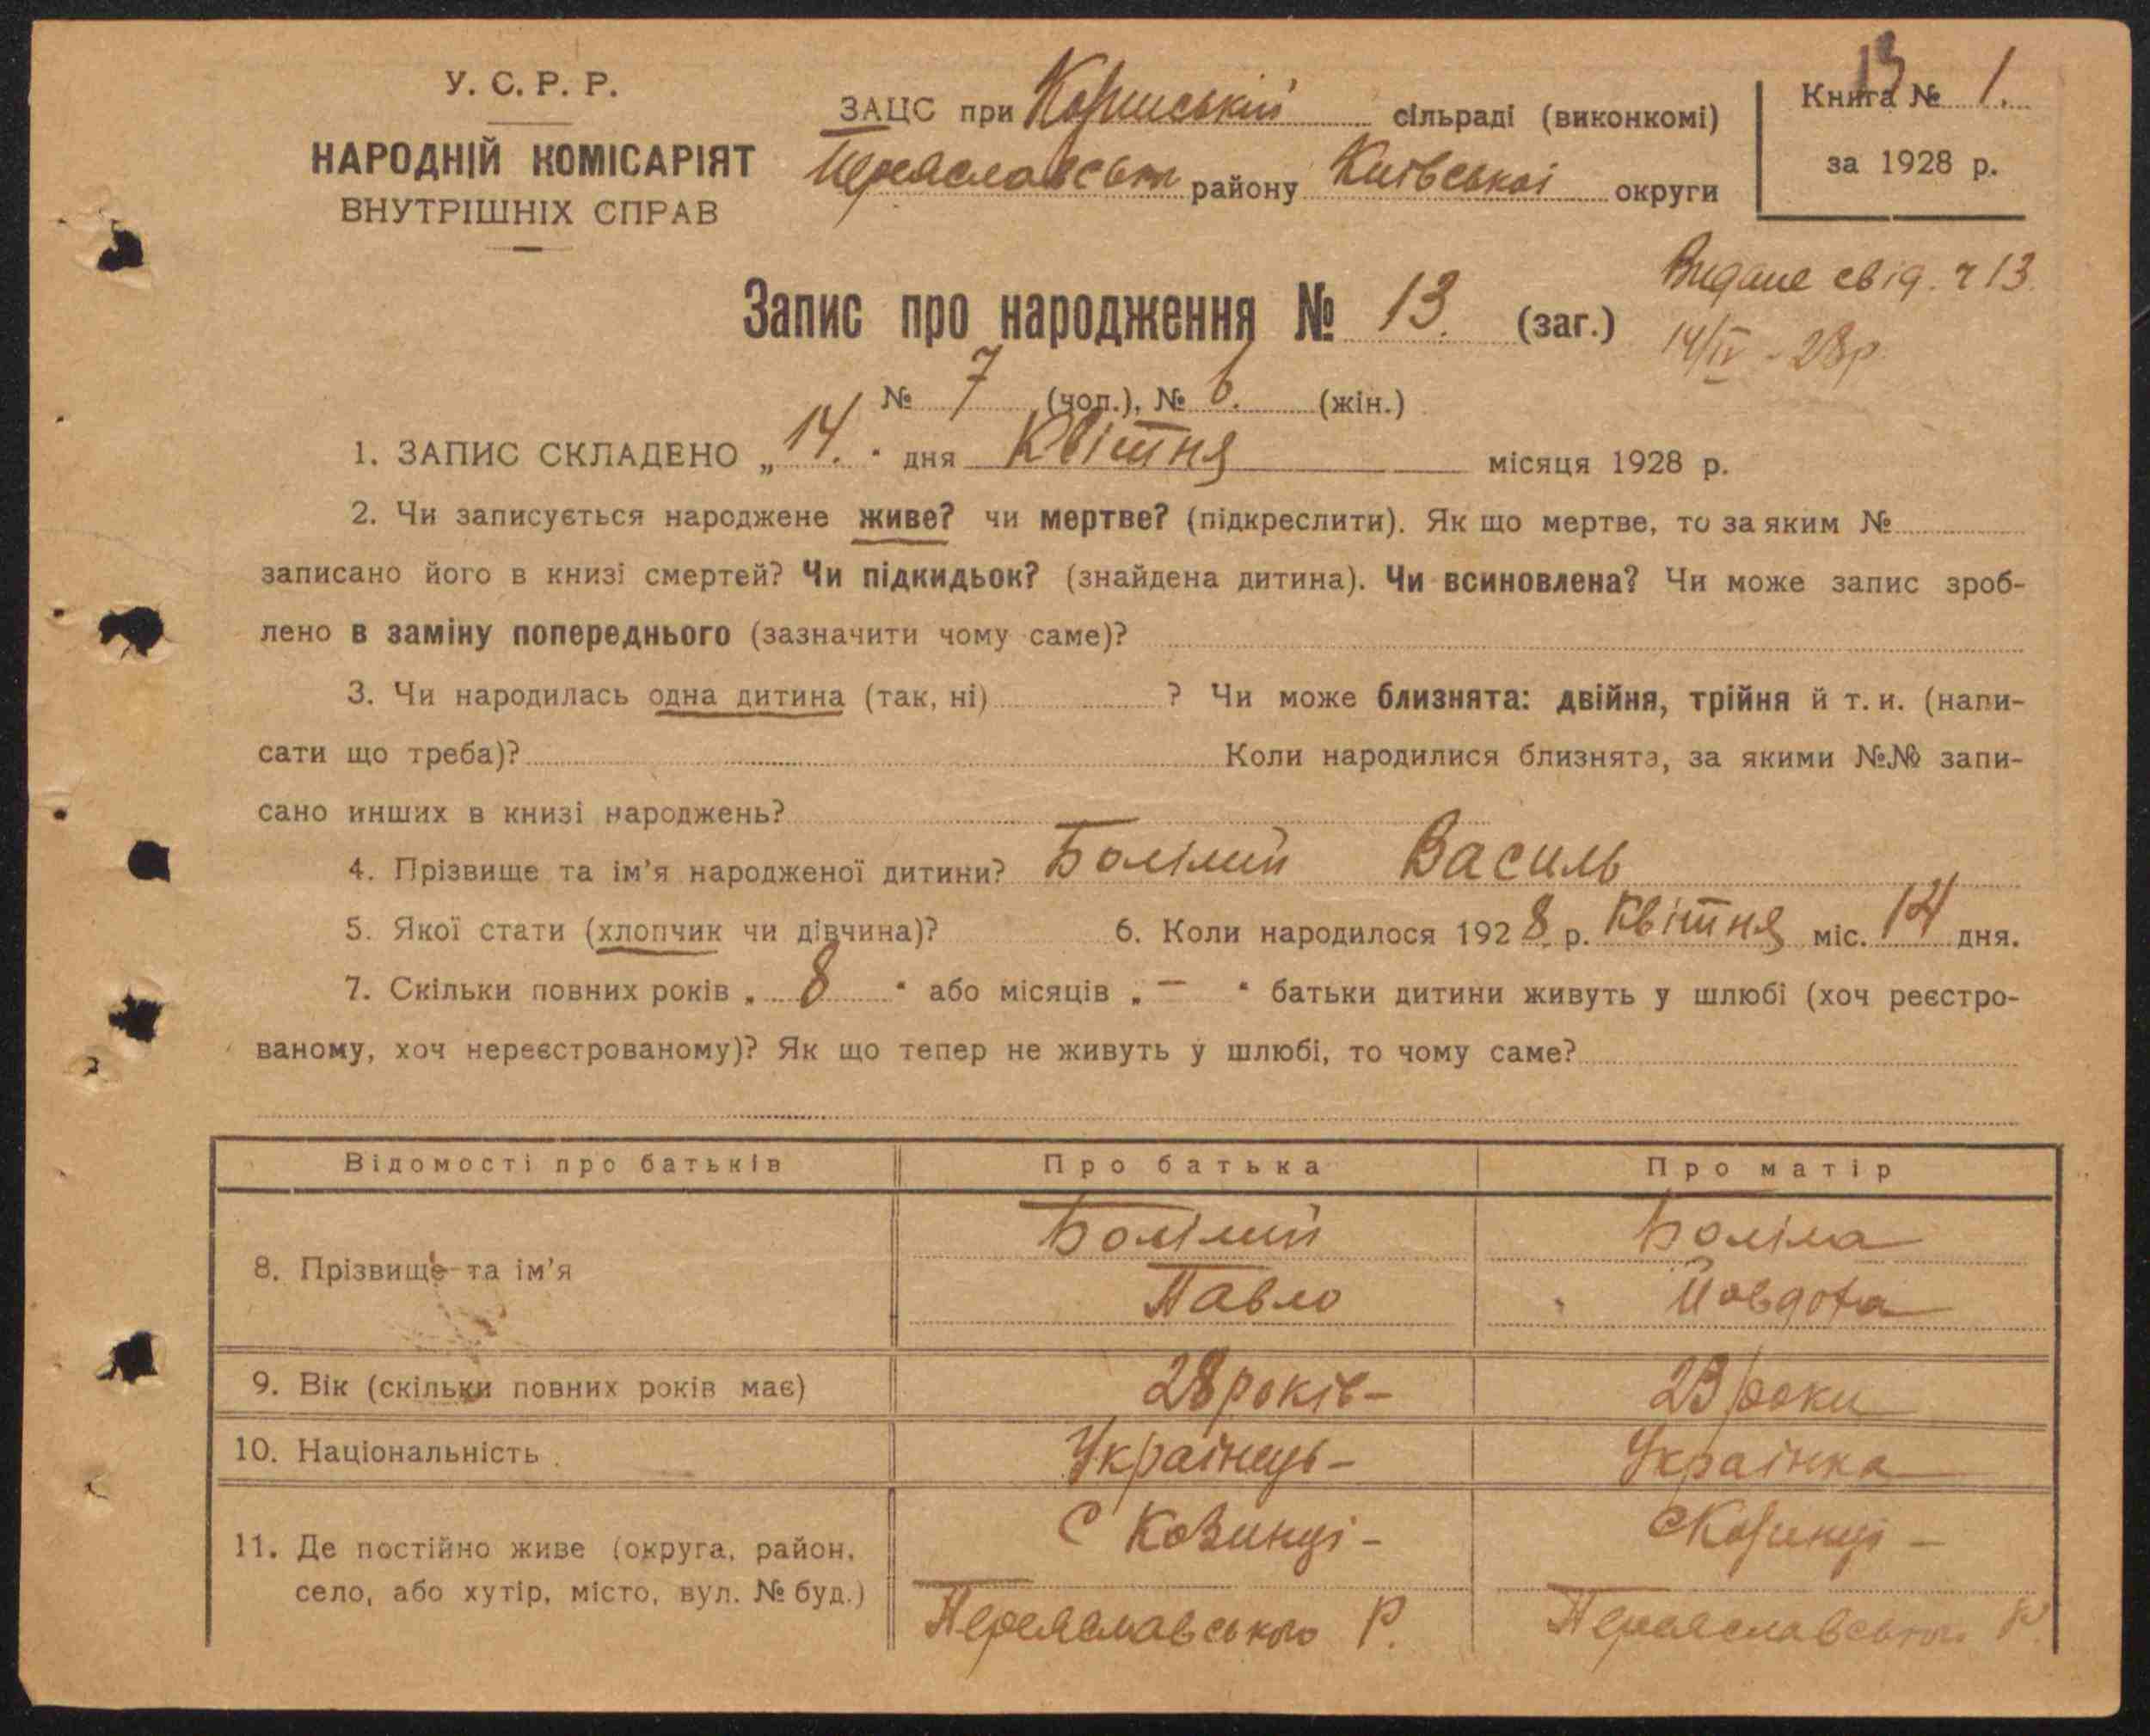 У. С. Р. Р.
НАРОДНІЙ КОМІСАРІЯТ
ВНУТРІШНІХ СПРАВ
ЗАЦС при сільраді (виконкомі)
району Київської округи
13
Книга № 1.
за 1928 р.
Видане свід. ч 13.
14/IV - 28р
Запис про народження № 13. (заг.)
№ 7 (чол.), № 6. (жін.)
1. ЗАПИС СКЛАДЕНО „ 14. " дня Квітня місяця 1928 р.
2. Чи записується народжене живе? чи мертве? (підкреслити). Як що мертве, то за яким №
записано його в книзі смертей? Чи підкидьок? (знайдена дитина). Чи всиновлена? Чи може запис зроб-
лено в заміну попереднього (зазначити чому саме)?
3. Чи народилась одна дитина (так, ні) ? Чи може близнята: двійня, трійня й т. и. (напи-
сати що треба)? Коли народилися близнята, за якими №№ запи-
сано инших в книзі народжень?
4. Прізвище та ім'я народженої дитини? Болілий Василь
5. Якої стати (хлопчик чи дівчина)? 6. Коли народилося 1928 р. Квітня міс. 14 дня.
7. Скільки повних років „ 8 " або місяців „ — " батьки дитини живуть у шлюбі (хоч реєстро-
ваному, хоч нереєстрованому)? Як що тепер не живуть у шлюбі, то чому саме?
Відомості про батьків Про батька Про матір
8. Прізвище та ім'я Болілий Боліла
Павло Йовдоха
9. Вік (скільки повних років має) 28 років - 23 роки
10. Національність Українець - Українка
11. Де постійно живе (округа, район,
село, або хутір, місто, вул. № буд.)
С -
С -
Переяславського Р. Переяславського Р.